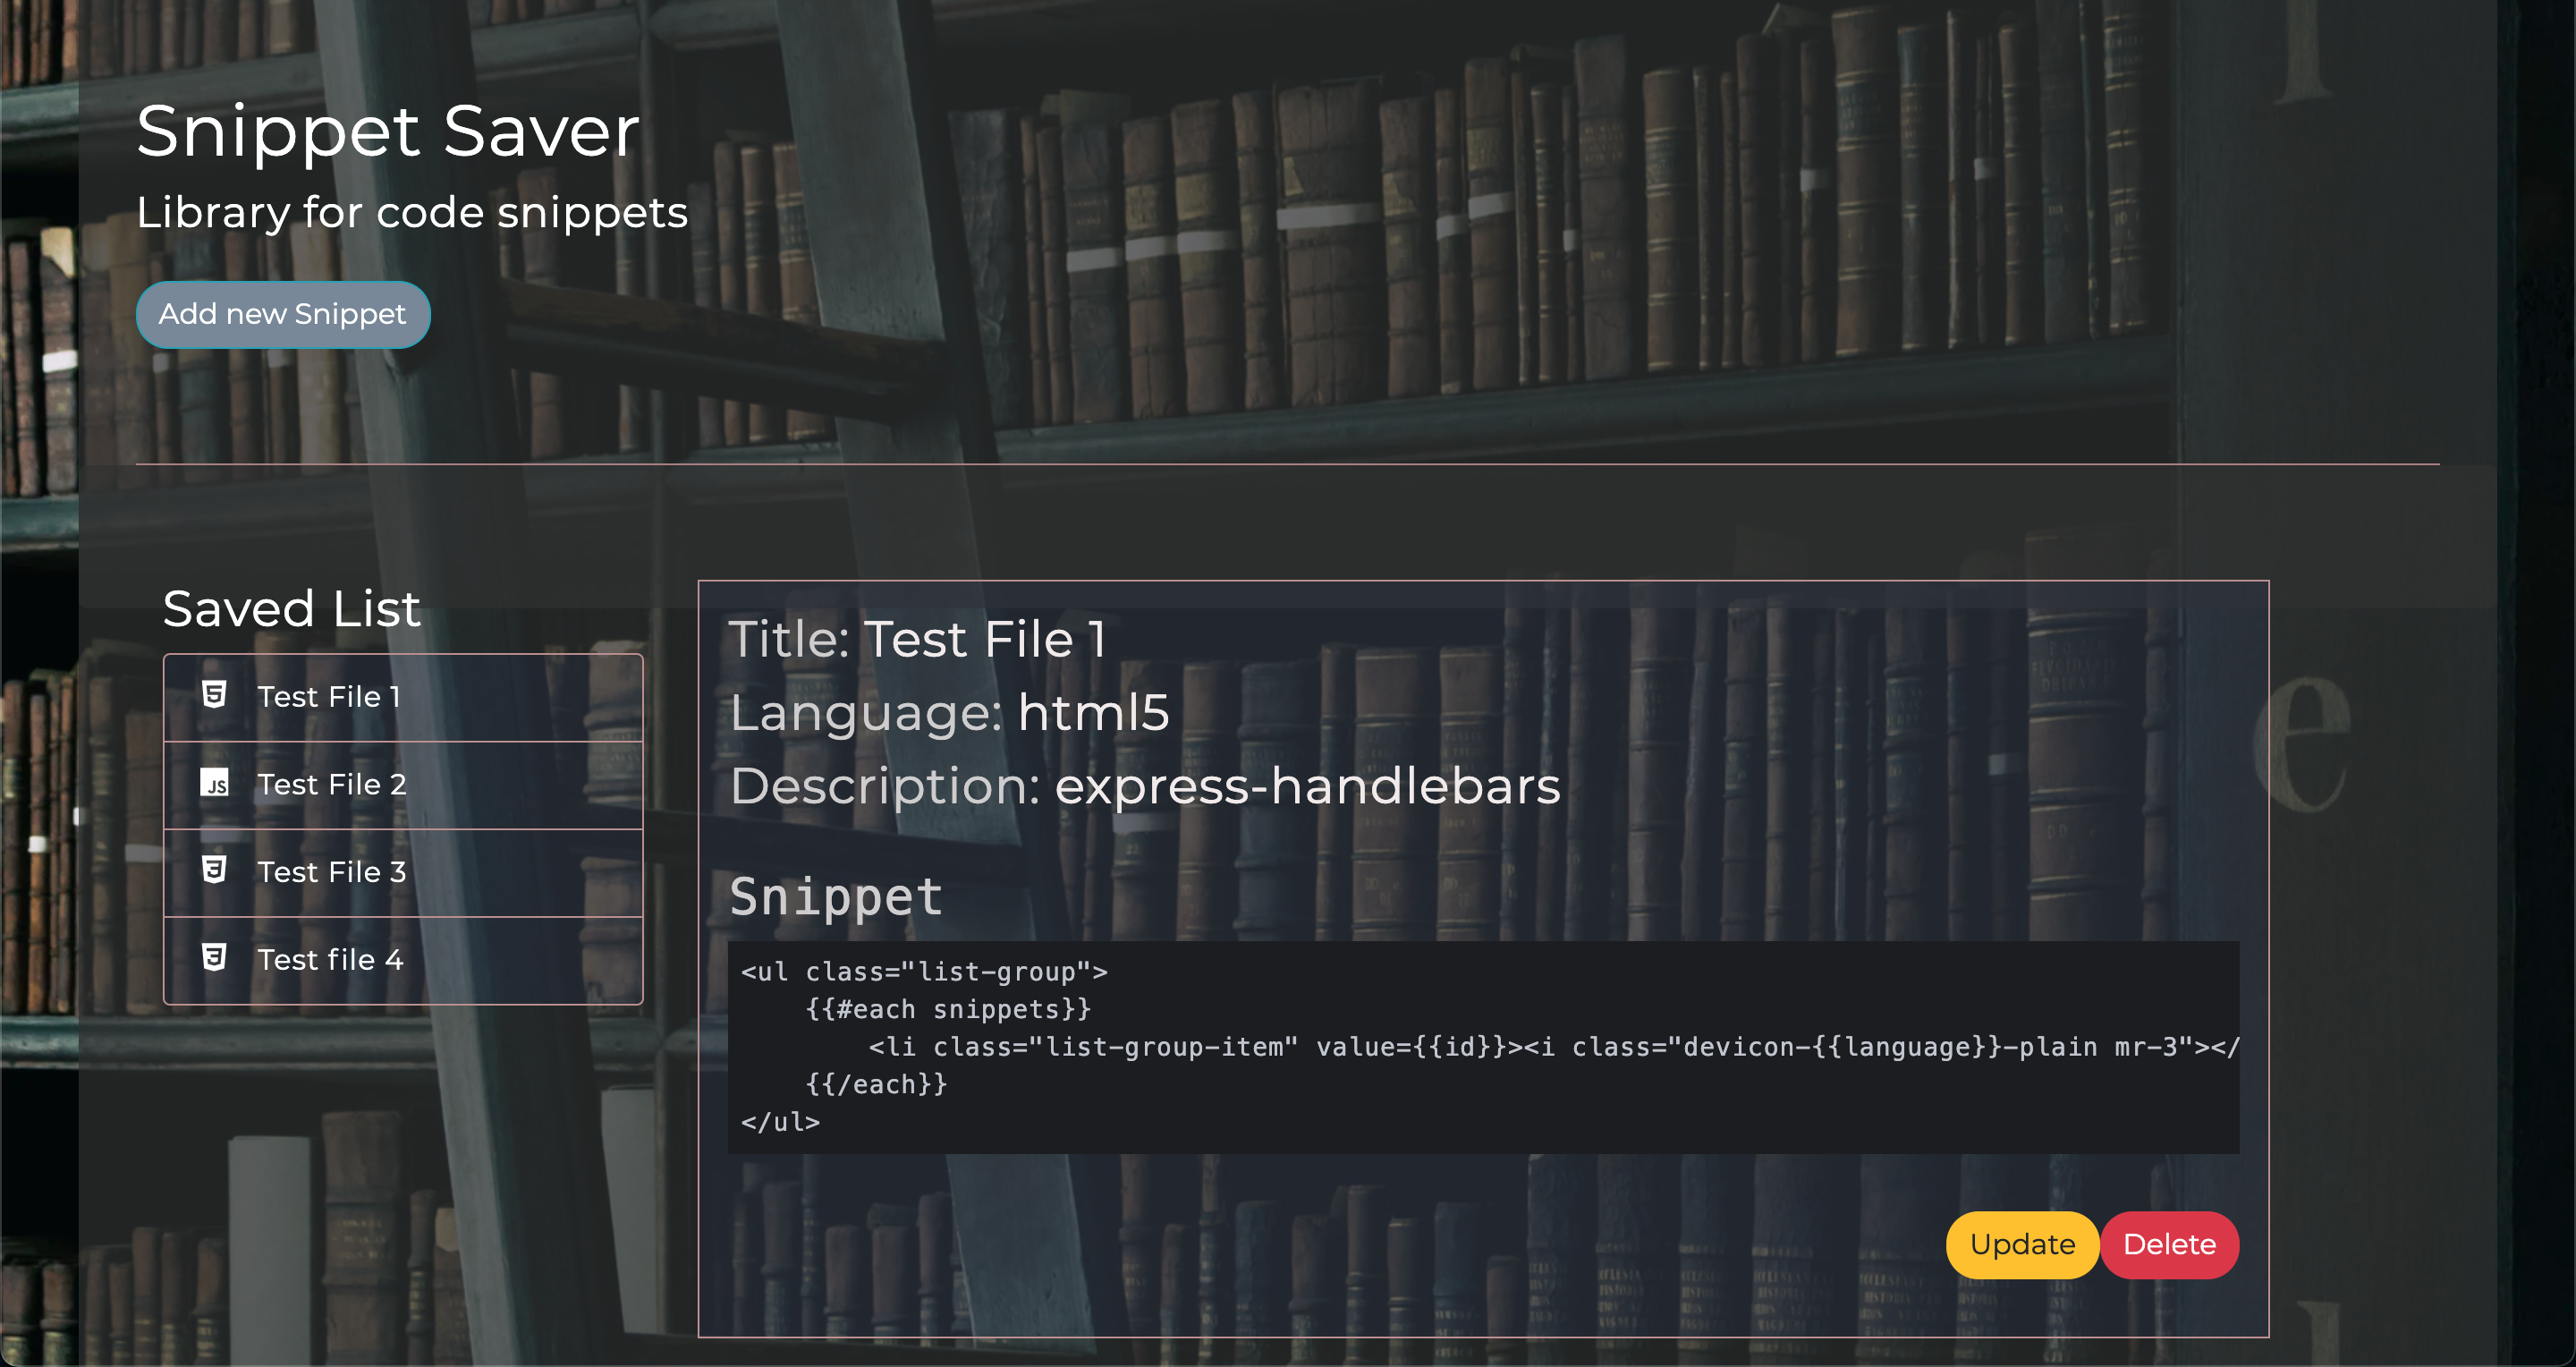 Snippet Saver
Library for code snippets
Add new Snippet
Saved List
5 Test File 1
JS Test File 2
3 Test File 3
3 Test file 4
Title: Test File 1
Language: html5
Description: express-handlebars
Snippet
<ul class="list-group">
    {{#each snippets}}
        <li class="list-group-item" value={{id}}><i class="devicon-{{language}}-plain mr-3"></
    {{/each}}
</ul>
Update Delete
l
e